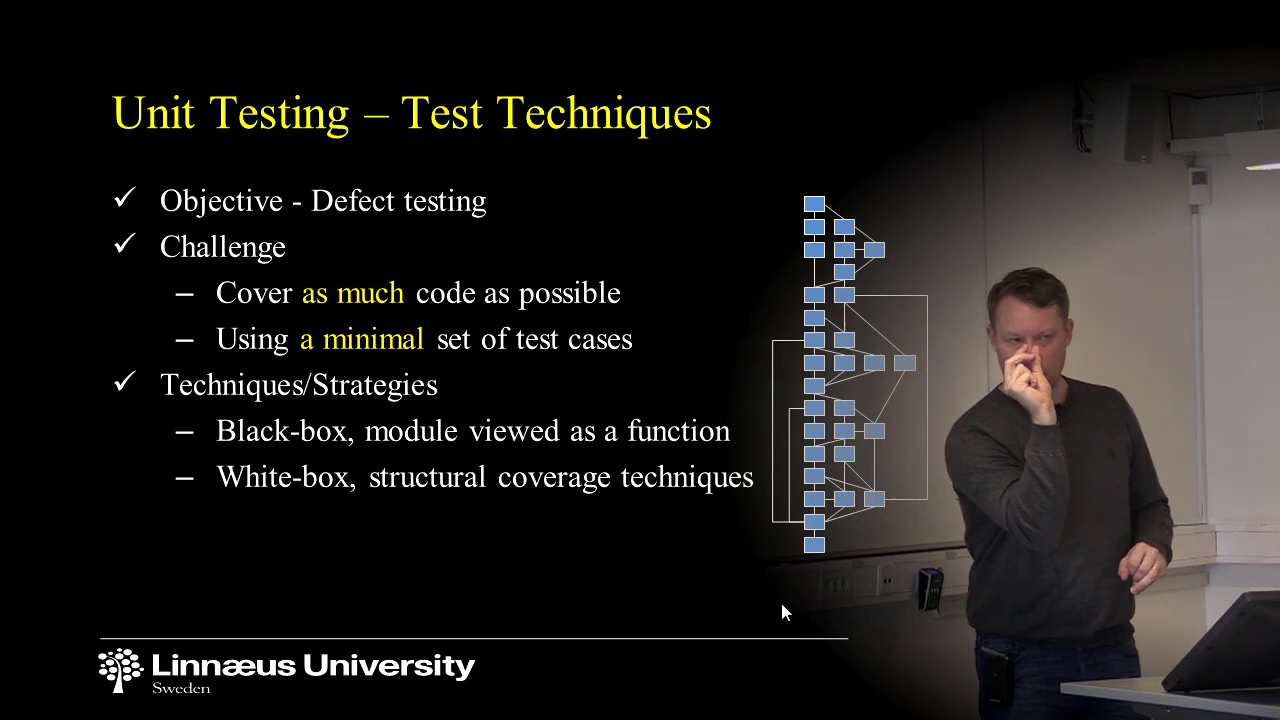 Unit Testing – Test Techniques
✓ Objective - Defect testing
✓ Challenge
– Cover as much code as possible
– Using a minimal set of test cases
✓ Techniques/Strategies
– Black-box, module viewed as a function
– White-box, structural coverage techniques
Linnæus University
Sweden